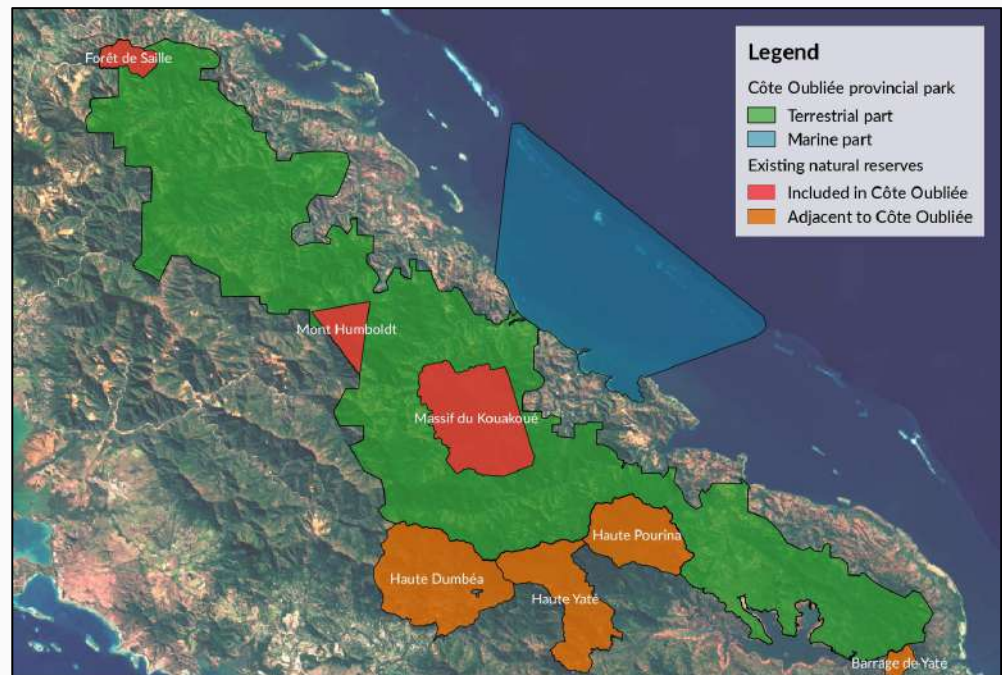 Legend
Côte Oubliée provincial park
Terrestrial part
Marine part
Existing natural reserves
Included in Côte Oubliée
Adjacent to Côte Oubliée
Forêt de Saille
Mont Humboldt
Massif du Kouakoué
Haute Pourina
Haute Dumbéa
Haute Yaté
Barrage de Yaté